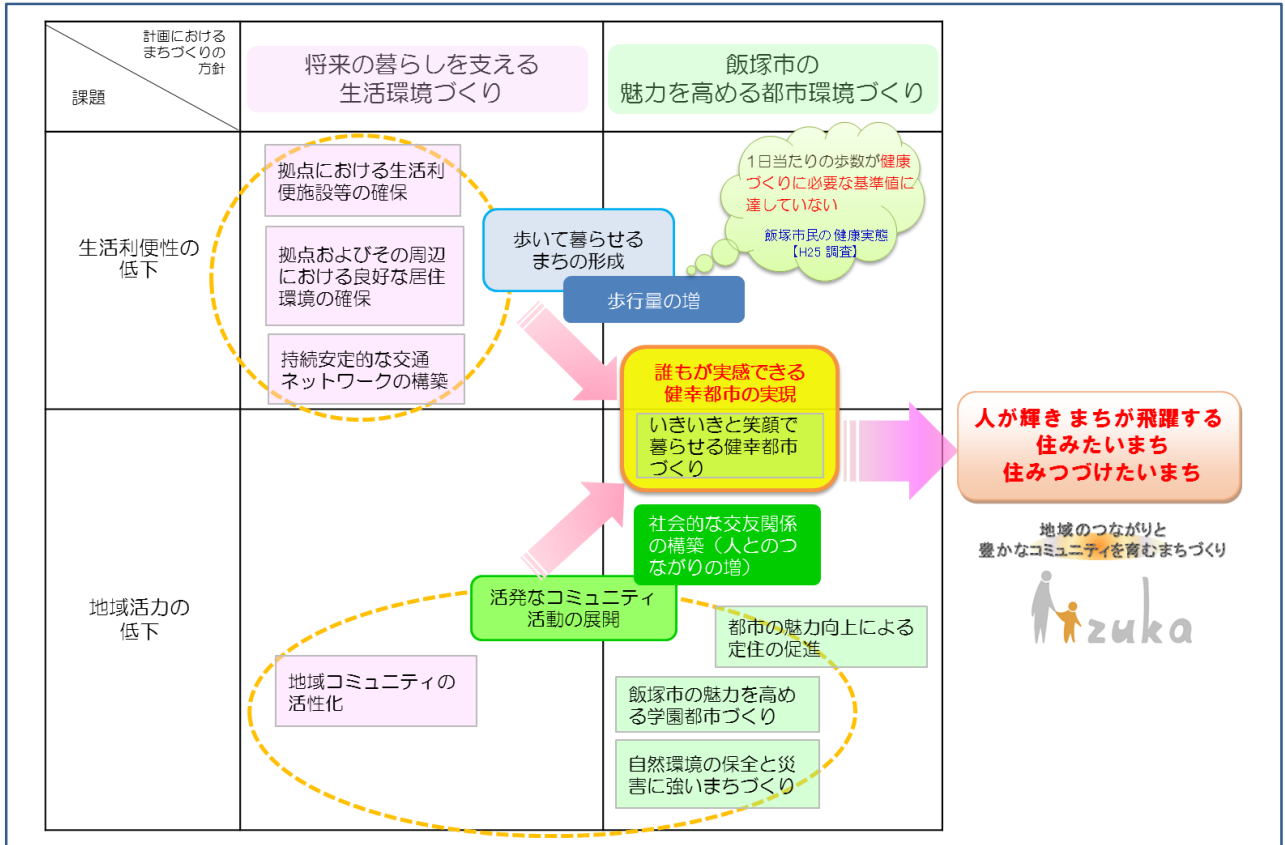 計画における
まちづくりの
方針
課題
将来の暮らしを支える
生活環境づくり
飯塚市の
魅力を高める都市環境づくり
生活利便性の
低下
拠点における生活利
便施設等の確保
拠点およびその周辺
における良好な居住
環境の確保
持続安定的な交通
ネットワークの構築
歩いて暮らせる
まちの形成
歩行量の増
1日当たりの歩数が健康
づくりに必要な基準値に
達していない
飯塚市民の健康実態
【H25 調査】
誰もが実感できる
健幸都市の実現
いきいきと笑顔で
暮らせる健幸都市
づくり
人が輝き まちが飛躍する
住みたいまち
住みつづけたいまち
地域のつながりと
豊かなコミュニティを育むまちづくり
iizuka
地域活力の
低下
社会的な交友関係
の構築（人とのつ
ながりの増）
活発なコミュニティ
活動の展開
地域コミュニティの
活性化
都市の魅力向上による
定住の促進
飯塚市の魅力を高め
る学園都市づくり
自然環境の保全と災
害に強いまちづくり